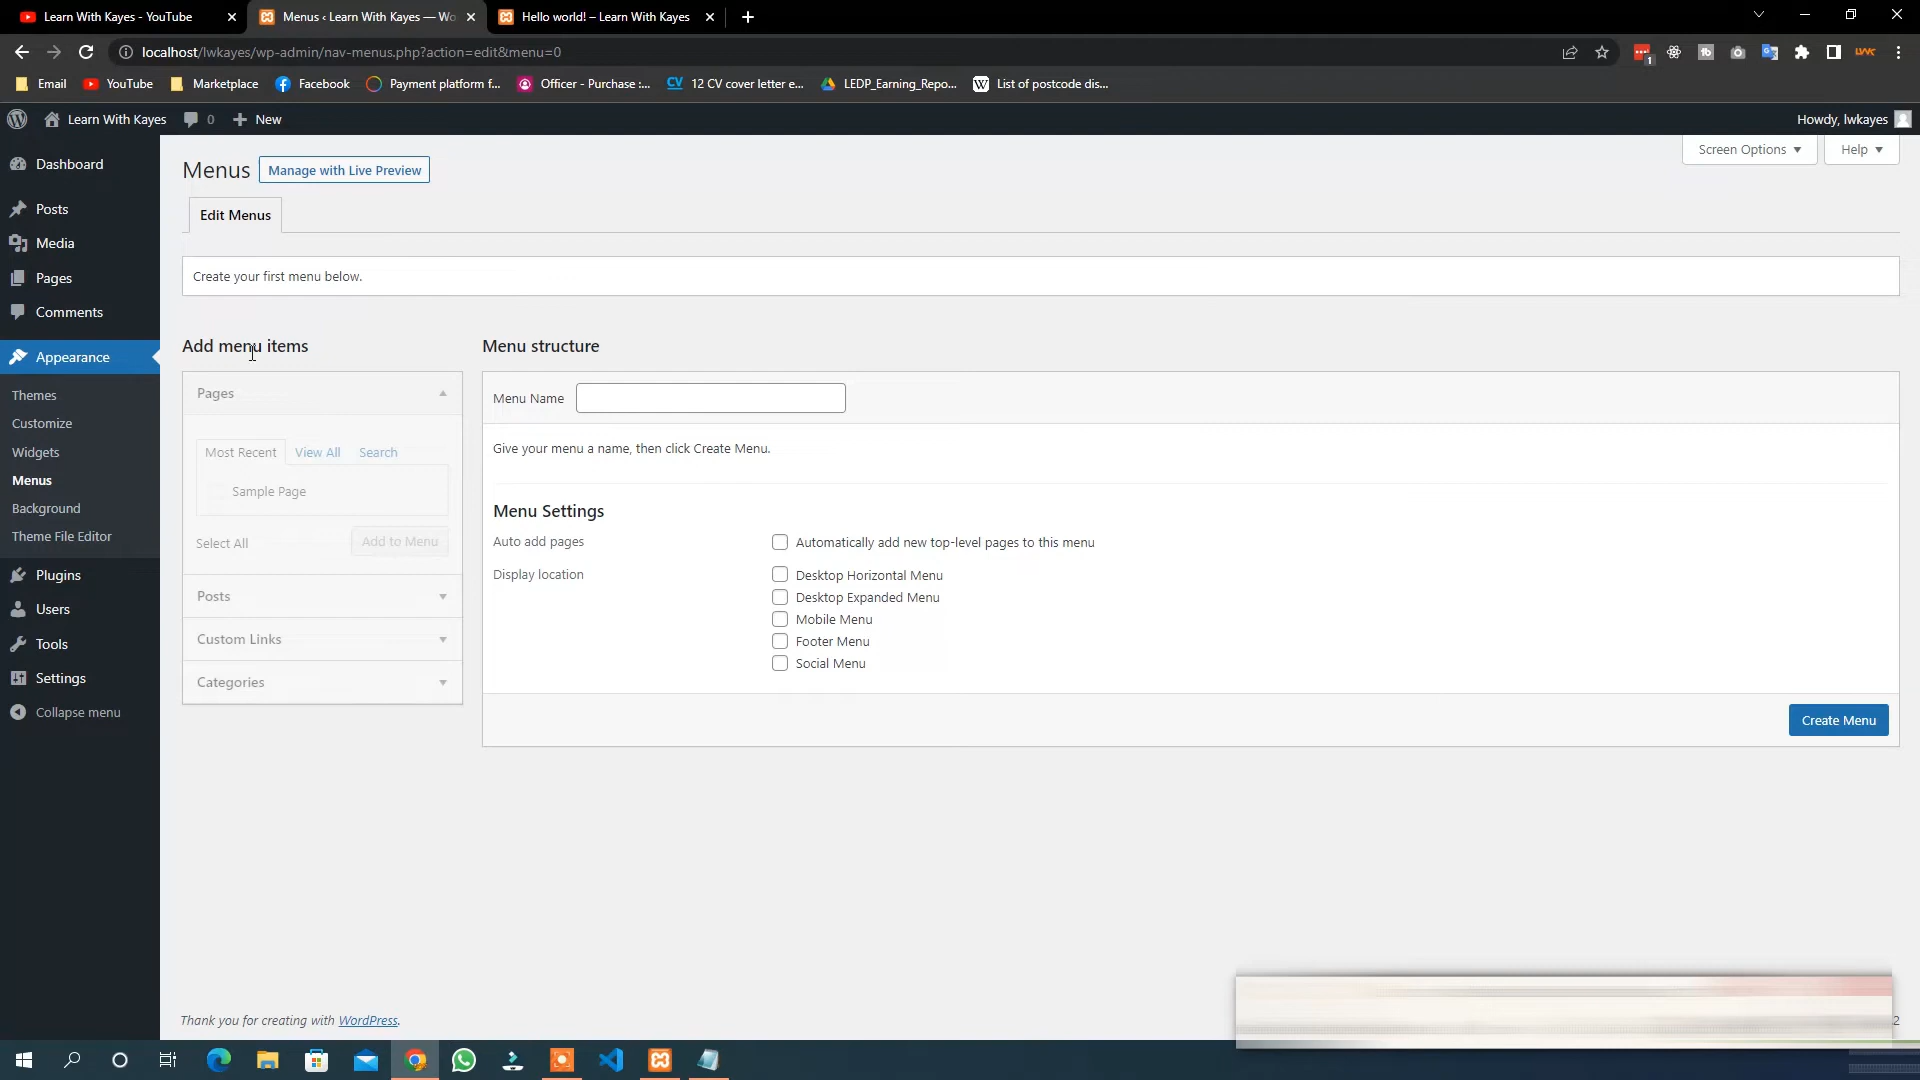 Learn With Kayes - YouTube
Menus ‹ Learn With Kayes — Wo
Hello world! – Learn With Kayes
localhost/lwkayes/wp-admin/nav-menus.php?action=edit&menu=0
1
Email
YouTube
Marketplace
Facebook
Payment platform f...
Officer - Purchase :...
CV
12 CV cover letter e...
LEDP_Earning_Repo...
W
List of postcode dis...
Learn With Kayes
0
New
Howdy, lwkayes
Dashboard
Posts
Media
Pages
Comments
Appearance
Themes
Customize
Widgets
Menus
Background
Theme File Editor
Plugins
Users
Tools
Settings
Collapse menu
Screen Options
Help
Menus
Manage with Live Preview
Edit Menus
Create your first menu below.
Add menu items
Pages
Most Recent
View All
Search
Sample Page
Select All
Add to Menu
Posts
Custom Links
Categories
Menu structure
Menu Name
Give your menu a name, then click Create Menu.
Menu Settings
Auto add pages
Automatically add new top-level pages to this menu
Display location
Desktop Horizontal Menu
Desktop Expanded Menu
Mobile Menu
Footer Menu
Social Menu
Create Menu
Thank you for creating with WordPress.
2